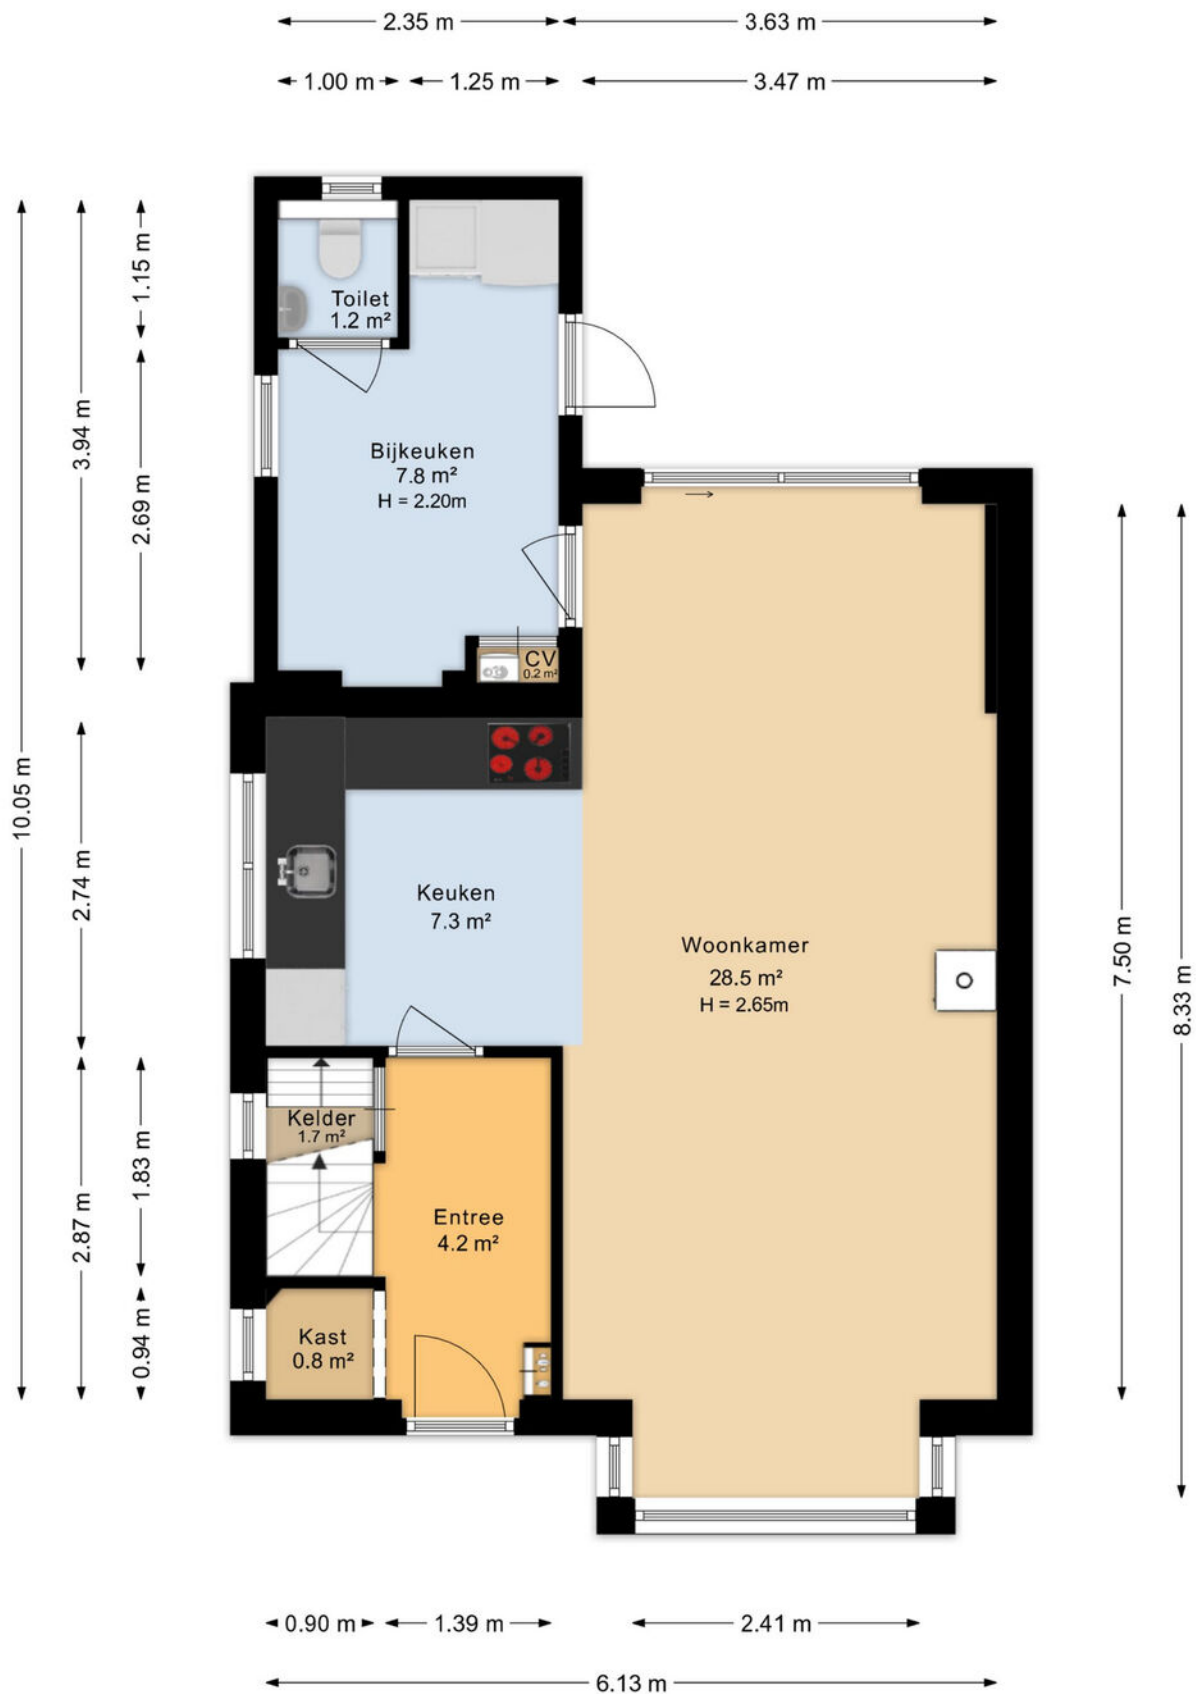 2.35 m
3.63 m
1.00 m
1.25 m
3.47 m
10.05 m
3.94 m
1.15 m
2.69 m
2.74 m
2.87 m
1.83 m
0.94 m
Toilet
1.2 m²
Bijkeuken
7.8 m²
H = 2.20m
CV
0.2 m²
Keuken
7.3 m²
Woonkamer
28.5 m²
H = 2.65m
Kelder
1.7 m²
Entree
4.2 m²
Kast
0.8 m²
7.50 m
8.33 m
0.90 m
1.39 m
2.41 m
6.13 m